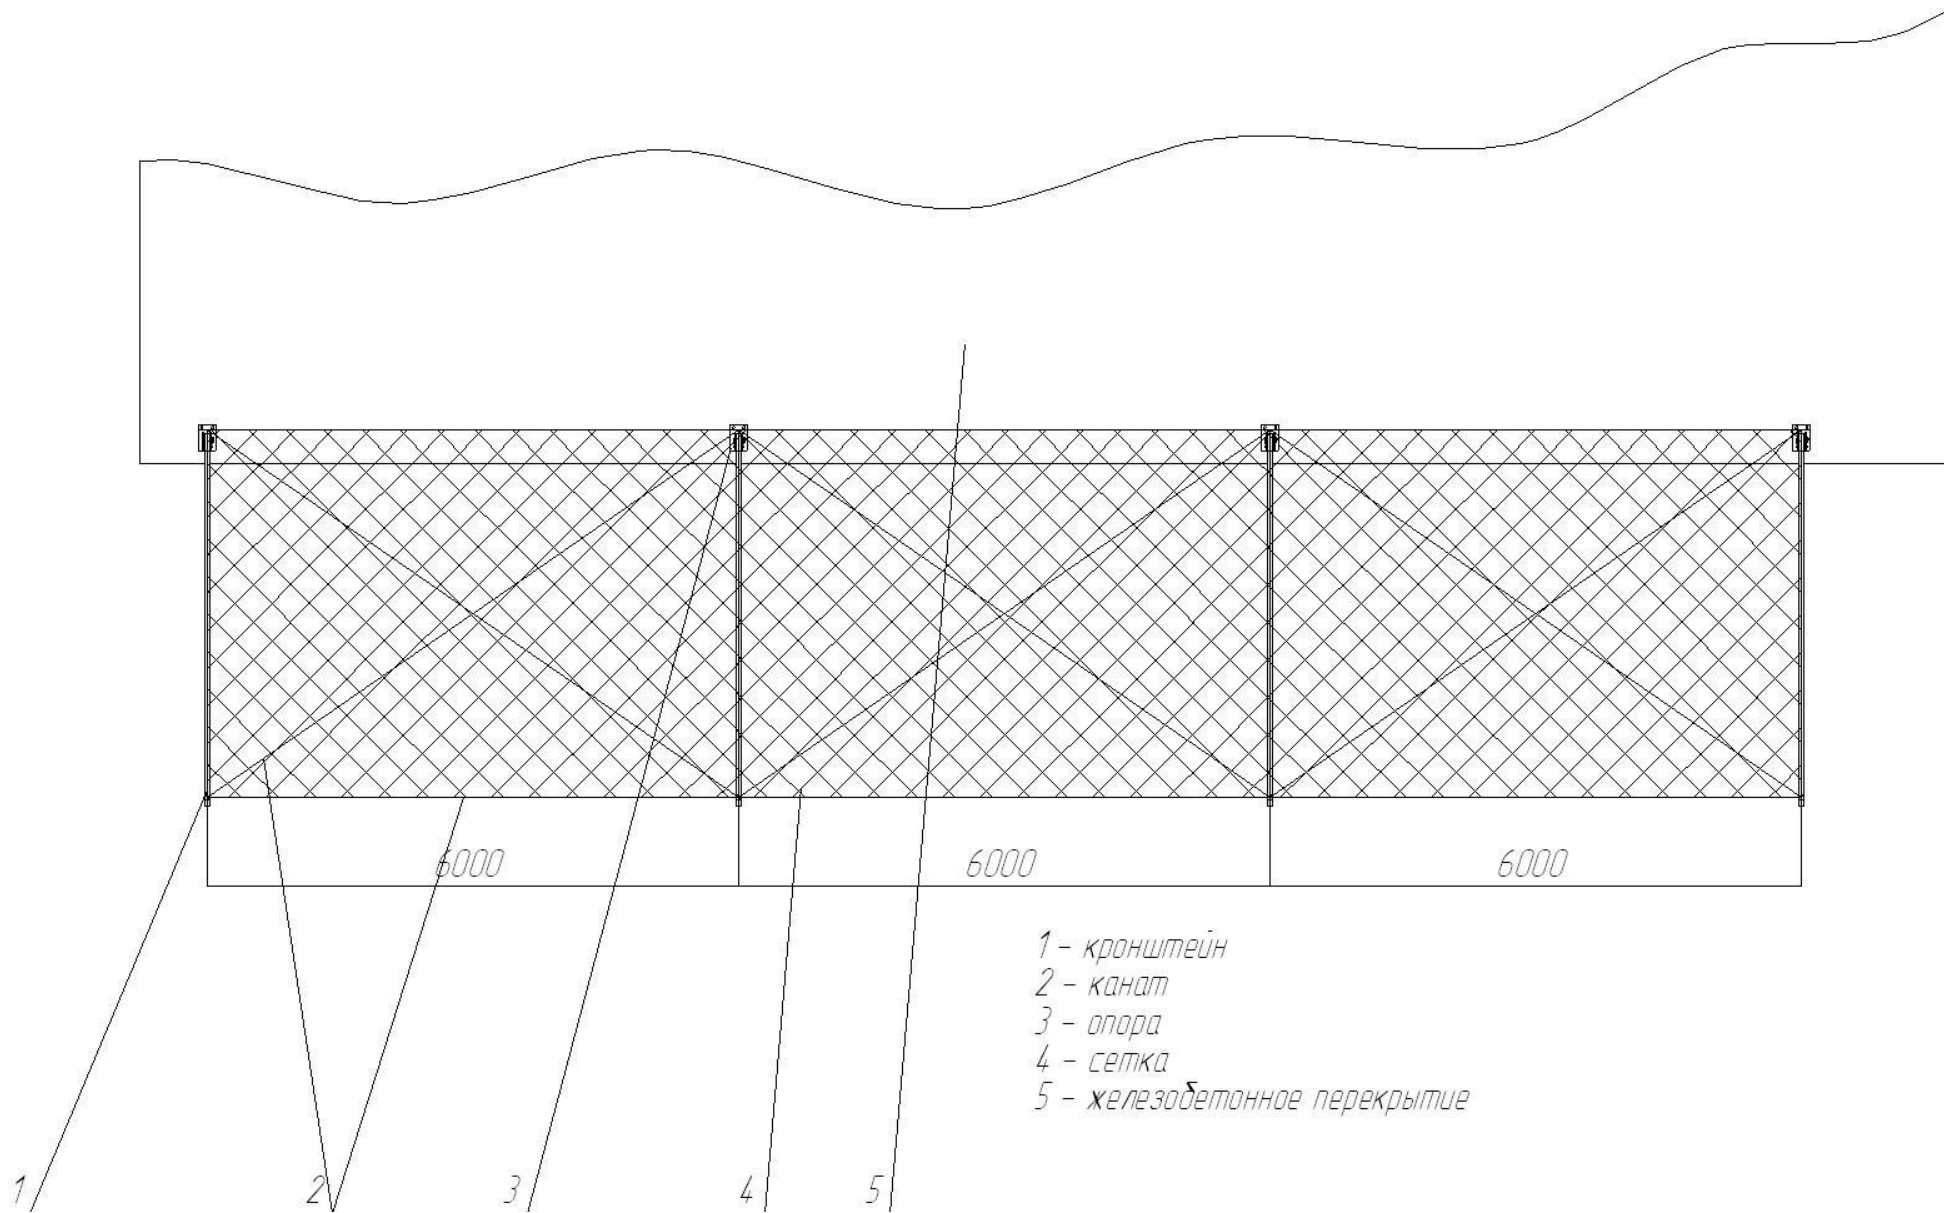 6000 6000 6000
1 - кронштейн
2 - канат
3 - опора
4 - сетка
5 - железобетонное перекрытие
1 2 3 4 5